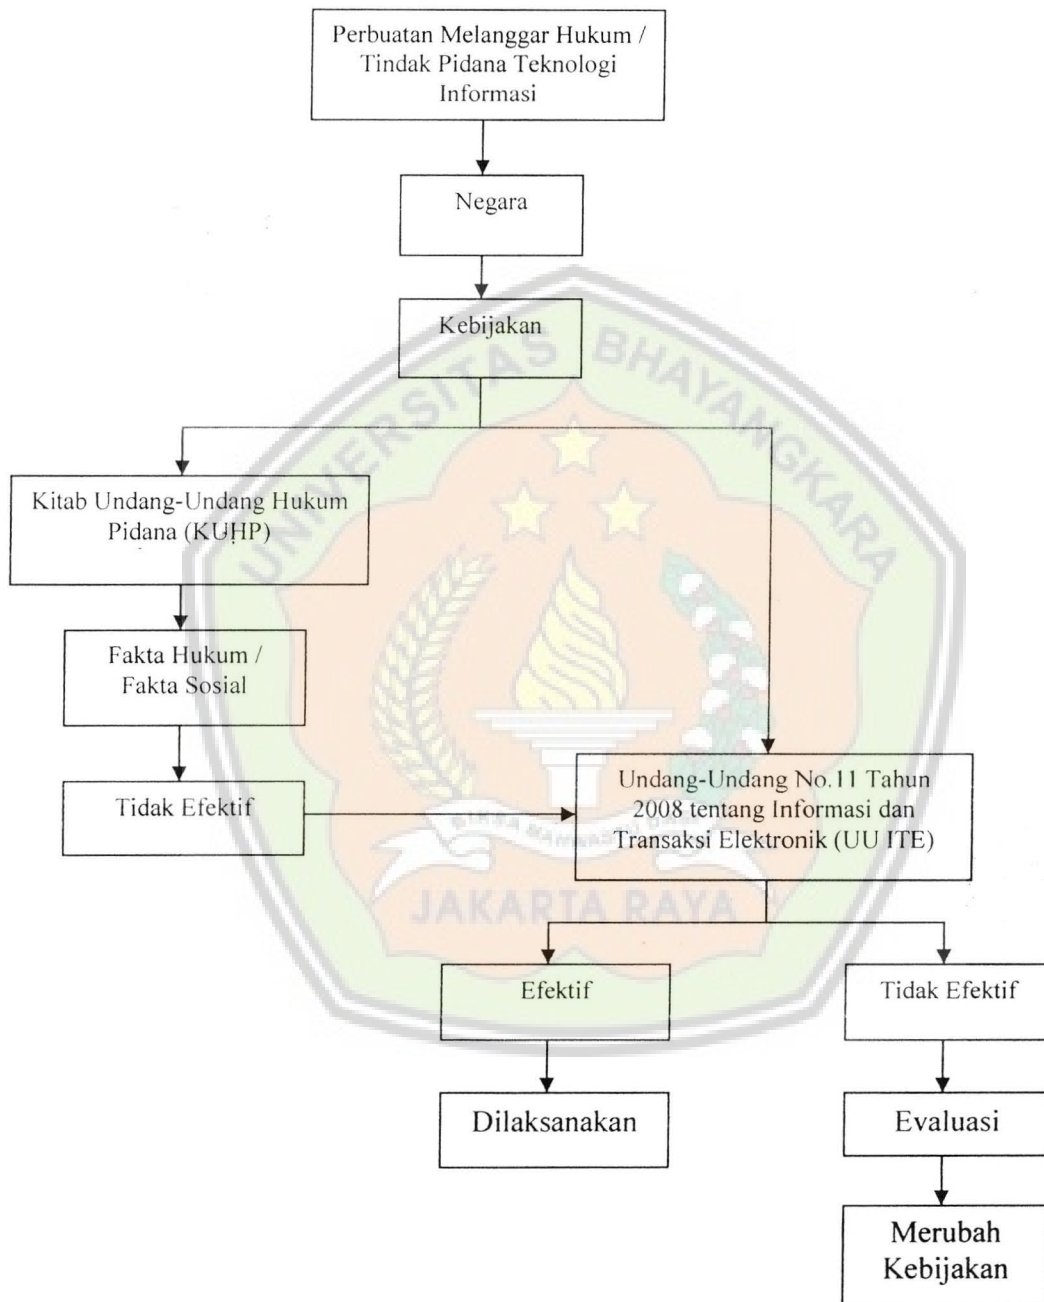 Perbuatan Melanggar Hukum /
Tindak Pidana Teknologi
Informasi
Negara
Kebijakan
UNIVERSITAS BHAYANGKARA
Kitab Undang-Undang Hukum
Pidana (KUHP)
Fakta Hukum /
Fakta Sosial
Tidak Efektif
Undang-Undang No.11 Tahun
2008 tentang Informasi dan
Transaksi Elektronik (UU ITE)
JAKARTA RAYA
Efektif
Tidak Efektif
Dilaksanakan
Evaluasi
Merubah
Kebijakan